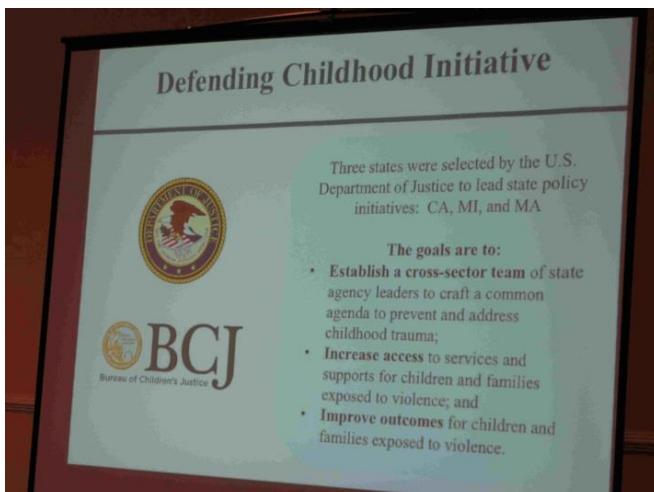 Defending Childhood Initiative
Three states were selected by the U.S.
Department of Justice to lead state policy
initiatives: CA, MI, and MA
The goals are to:
• Establish a cross-sector team of state
agency leaders to craft a common
agenda to prevent and address
childhood trauma;
• Increase access to services and
supports for children and families
exposed to violence; and
• Improve outcomes for children and
families exposed to violence.
DEPARTMENT OF JUSTICE
BCJ
Bureau of Children's Justice